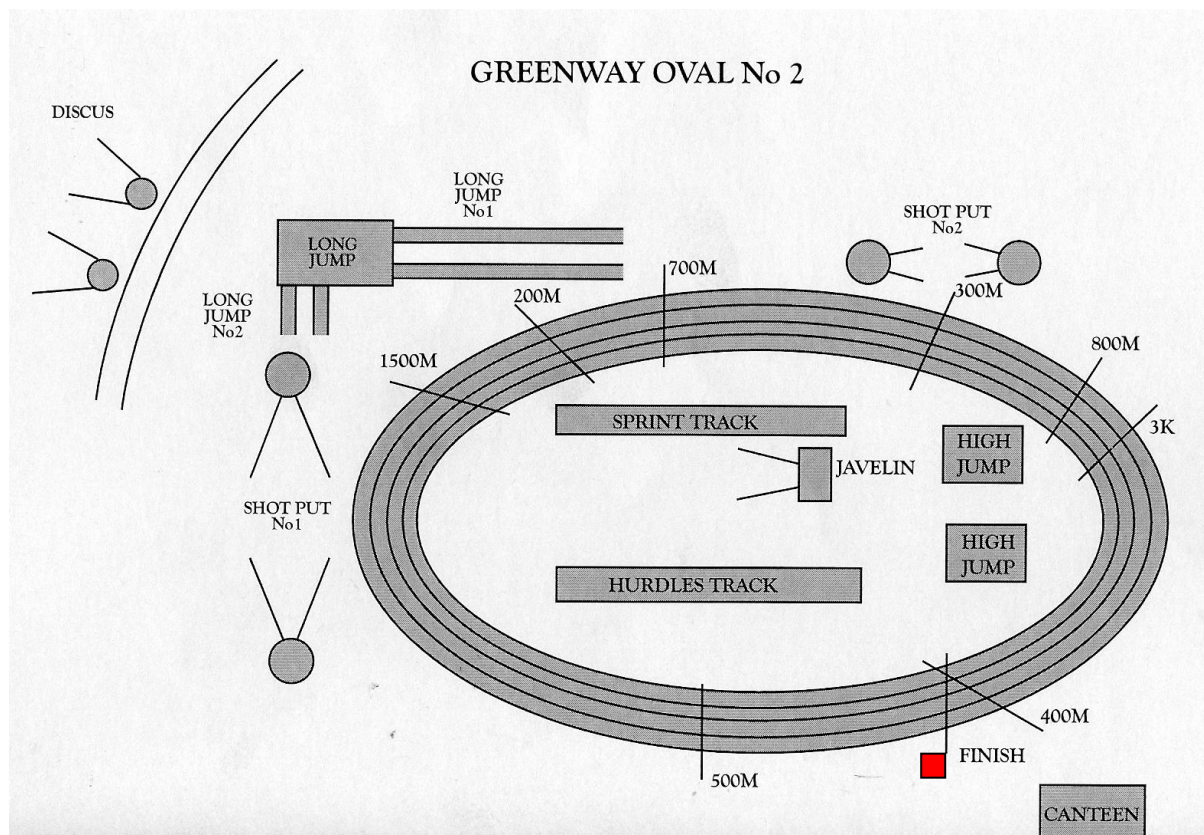 GREENWAY OVAL No 2
DISCUS
LONG
JUMP
No1
SHOT PUT
No2
LONG
JUMP
700M
300M
200M
LONG
JUMP
No2
800M
1500M
3K
SPRINT TRACK
HIGH
JUMP
JAVELIN
SHOT PUT
No1
HIGH
JUMP
HURDLES TRACK
400M
FINISH
500M
CANTEEN